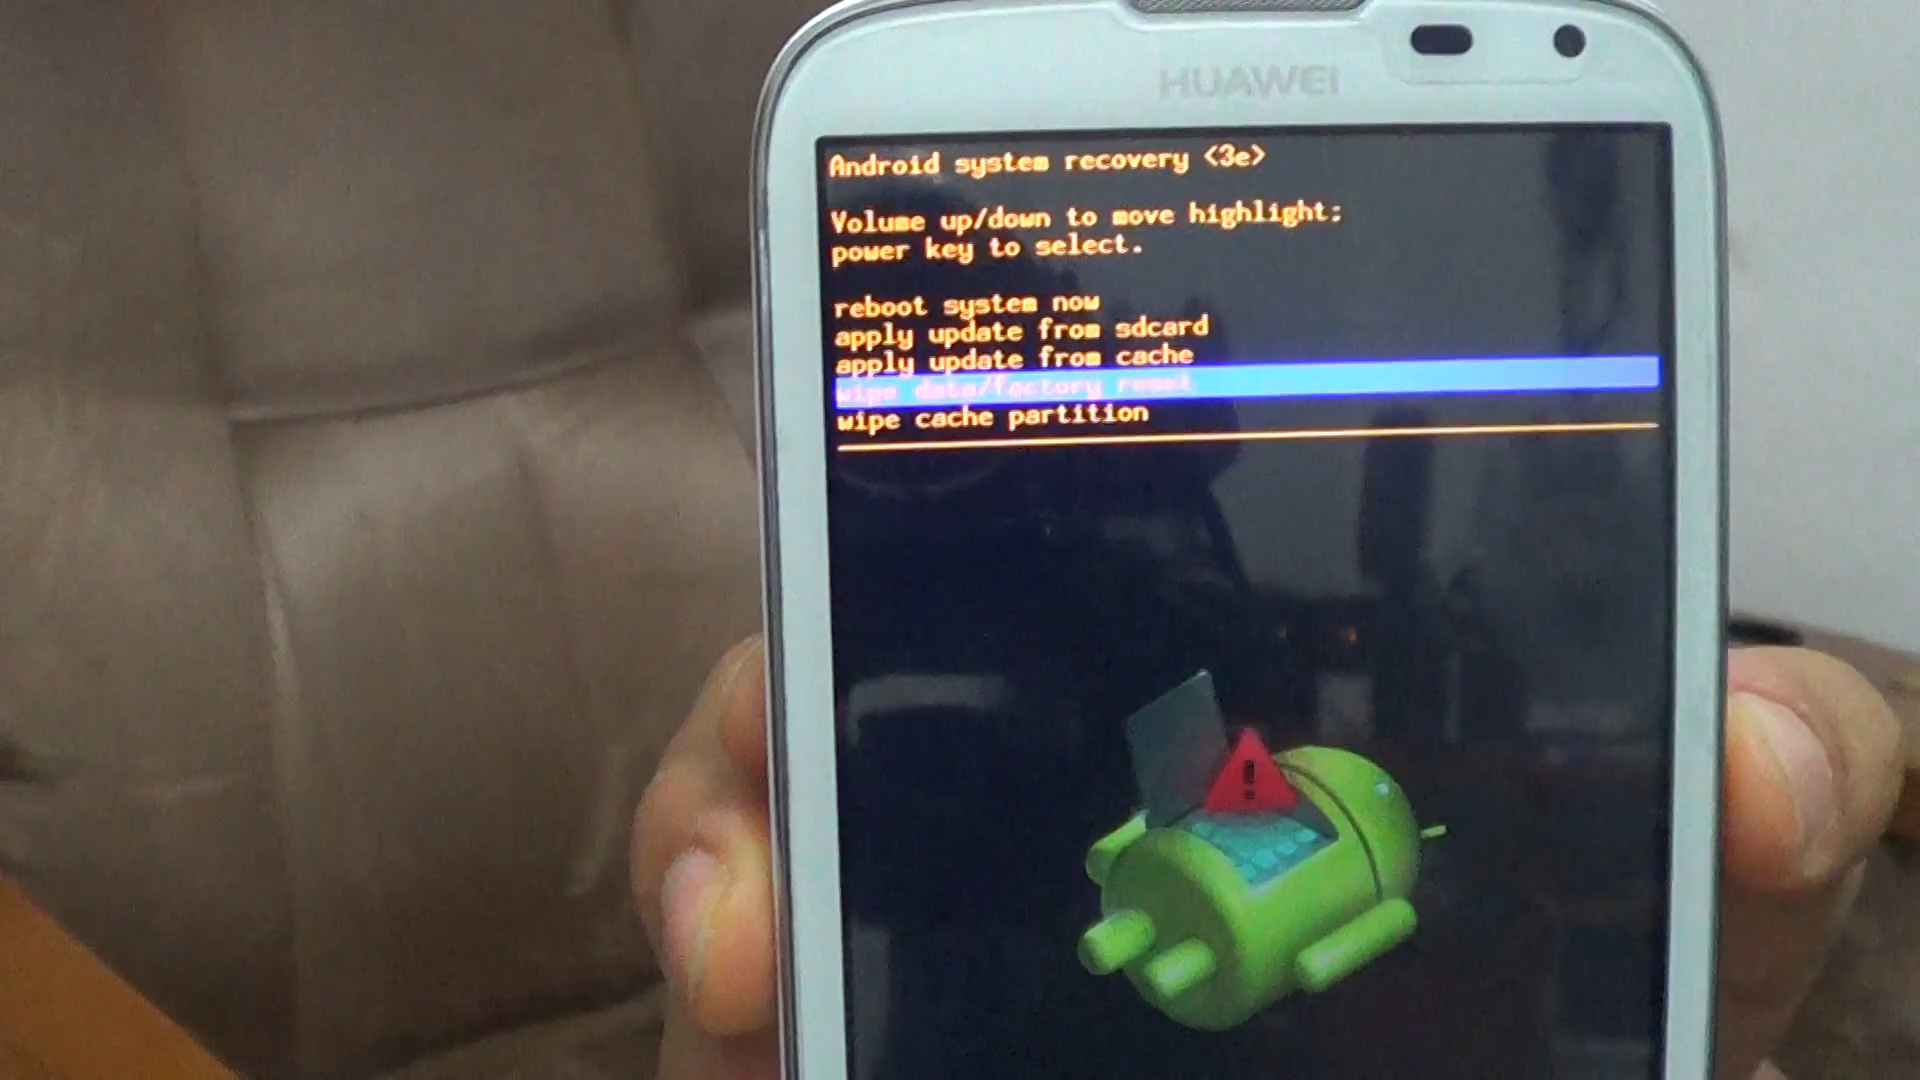 HUAWEI
Android system recovery <3e>
Volume up/down to move highlight;
power key to select.
reboot system now
apply update from sdcard
apply update from cache
wipe data/factory reset
wipe cache partition
!